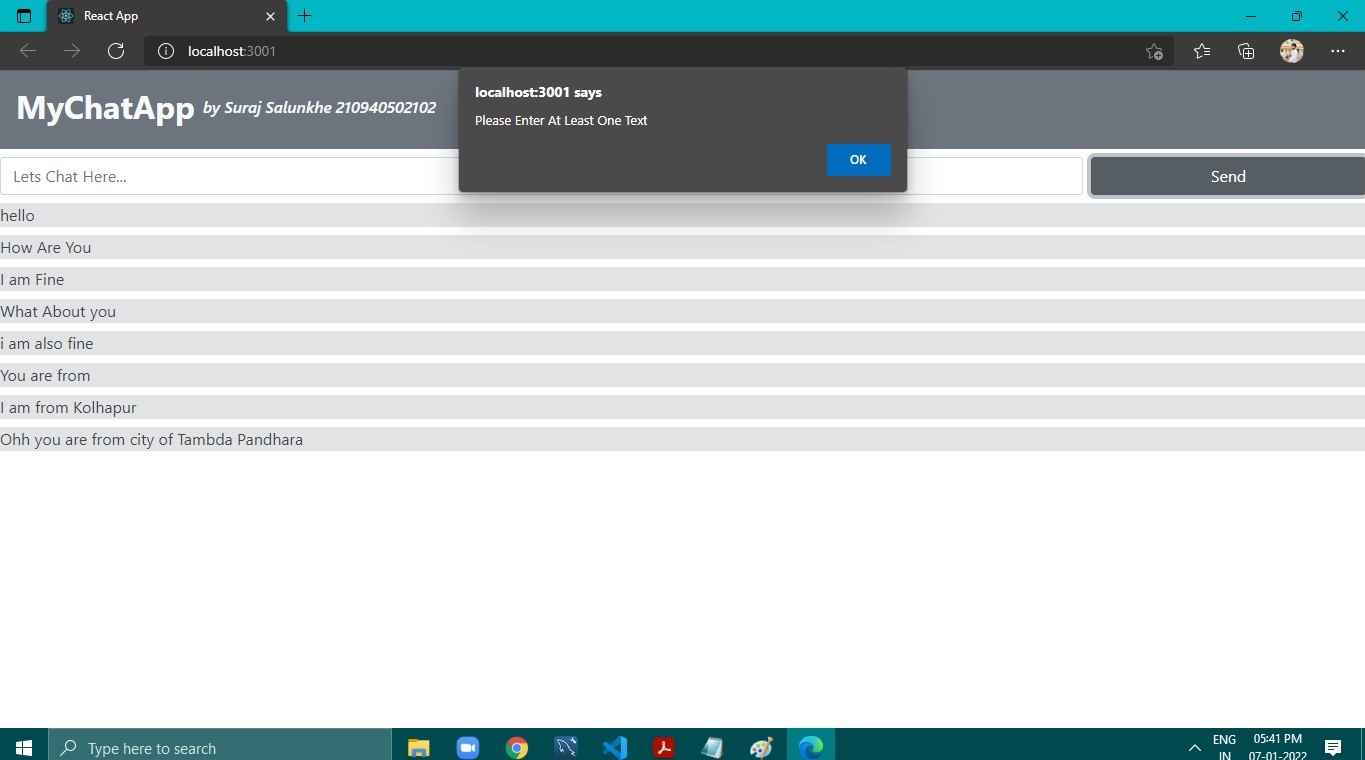 React App
localhost:3001
localhost:3001 says
Please Enter At Least One Text
OK
MyChatApp by Suraj Salunkhe 210940502102
Lets Chat Here...
Send
hello
How Are You
I am Fine
What About you
i am also fine
You are from
I am from Kolhapur
Ohh you are from city of Tambda Pandhara
Type here to search
ENG
IN
05:41 PM
07-01-2022